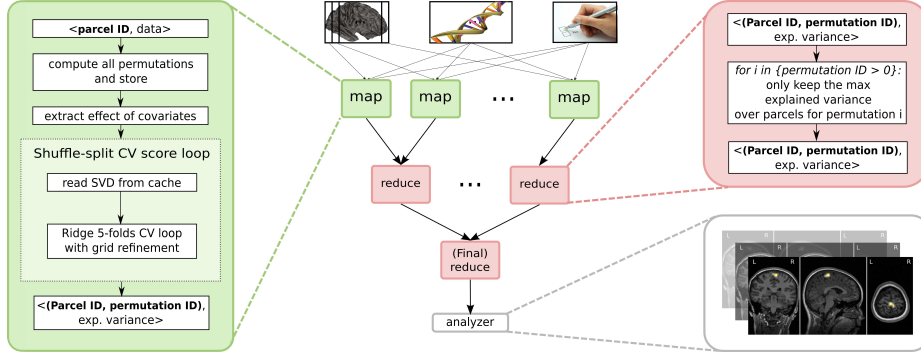 <parcel ID, data>
compute all permutations
and store
extract effect of covariates
Shuffle-split CV score loop
read SVD from cache
Ridge 5-folds CV loop
with grid refinement
<(Parcel ID, permutation ID),
exp. variance>
map
map
...
map
reduce
...
reduce
(Final)
reduce
analyzer
<(Parcel ID, permutation ID),
exp. variance>
for i in {permutation ID > 0}:
only keep the max
explained variance
over parcels for permutation i
<(Parcel ID, permutation ID),
exp. variance>
L R
L R
L R L R